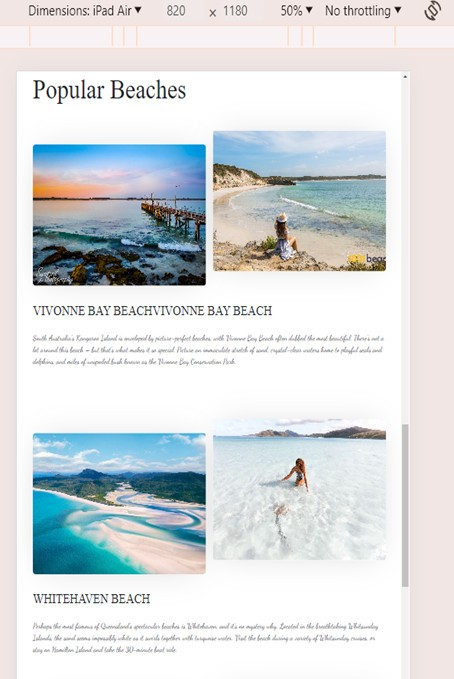 Dimensions: iPad Air ▼ 820 x 1180 50% ▼ No throttling ▼
Popular Beaches
VIVONNE BAY BEACHVIVONNE BAY BEACH
South Australia's Kangaroo Island is enveloped by picture-perfect beaches, with Vivonne Bay Beach often dubbed the most beautiful. There's not a
lot around this beach – but that's what makes it so special. Picture an immaculate stretch of sand, crystal-clear waters home to playful seals and
dolphins, and miles of unspoiled bush known as the Vivonne Bay Conservation Park.
WHITEHAVEN BEACH
Perhaps the most famous of Queensland's spectacular beaches is Whitehaven, and it's no mystery why. Located in the breathtaking Whitsunday
Islands, the sand seems impossibly white as it swirls together with turquoise water. Visit the beach during a variety of Whitsunday cruises, or
stay on Hamilton Island and take the 30-minute boat ride.